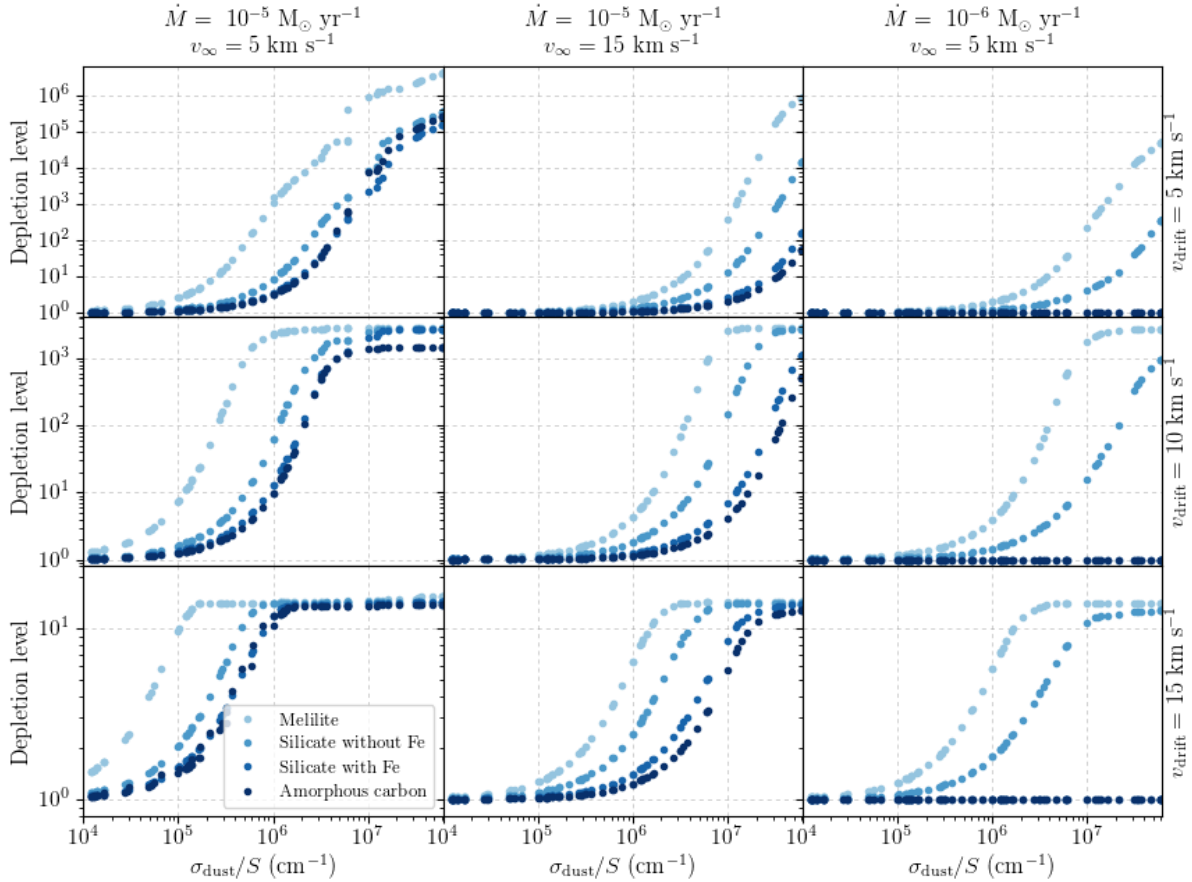 Ṁ = 10⁻⁵ M⊙ yr⁻¹
v∞ = 5 km s⁻¹
Ṁ = 10⁻⁵ M⊙ yr⁻¹
v∞ = 15 km s⁻¹
Ṁ = 10⁻⁶ M⊙ yr⁻¹
v∞ = 5 km s⁻¹
Depletion level
10⁶
10⁵
10⁴
10³
10²
10¹
10⁰
v_drift = 5 km s⁻¹
Depletion level
10³
10²
10¹
10⁰
v_drift = 10 km s⁻¹
Depletion level
10¹
10⁰
v_drift = 15 km s⁻¹
Melilite
Silicate without Fe
Silicate with Fe
Amorphous carbon
10⁴ 10⁵ 10⁶ 10⁷ 10⁴ 10⁵ 10⁶ 10⁷ 10⁴ 10⁵ 10⁶ 10⁷
σ_dust/S (cm⁻¹) σ_dust/S (cm⁻¹) σ_dust/S (cm⁻¹)